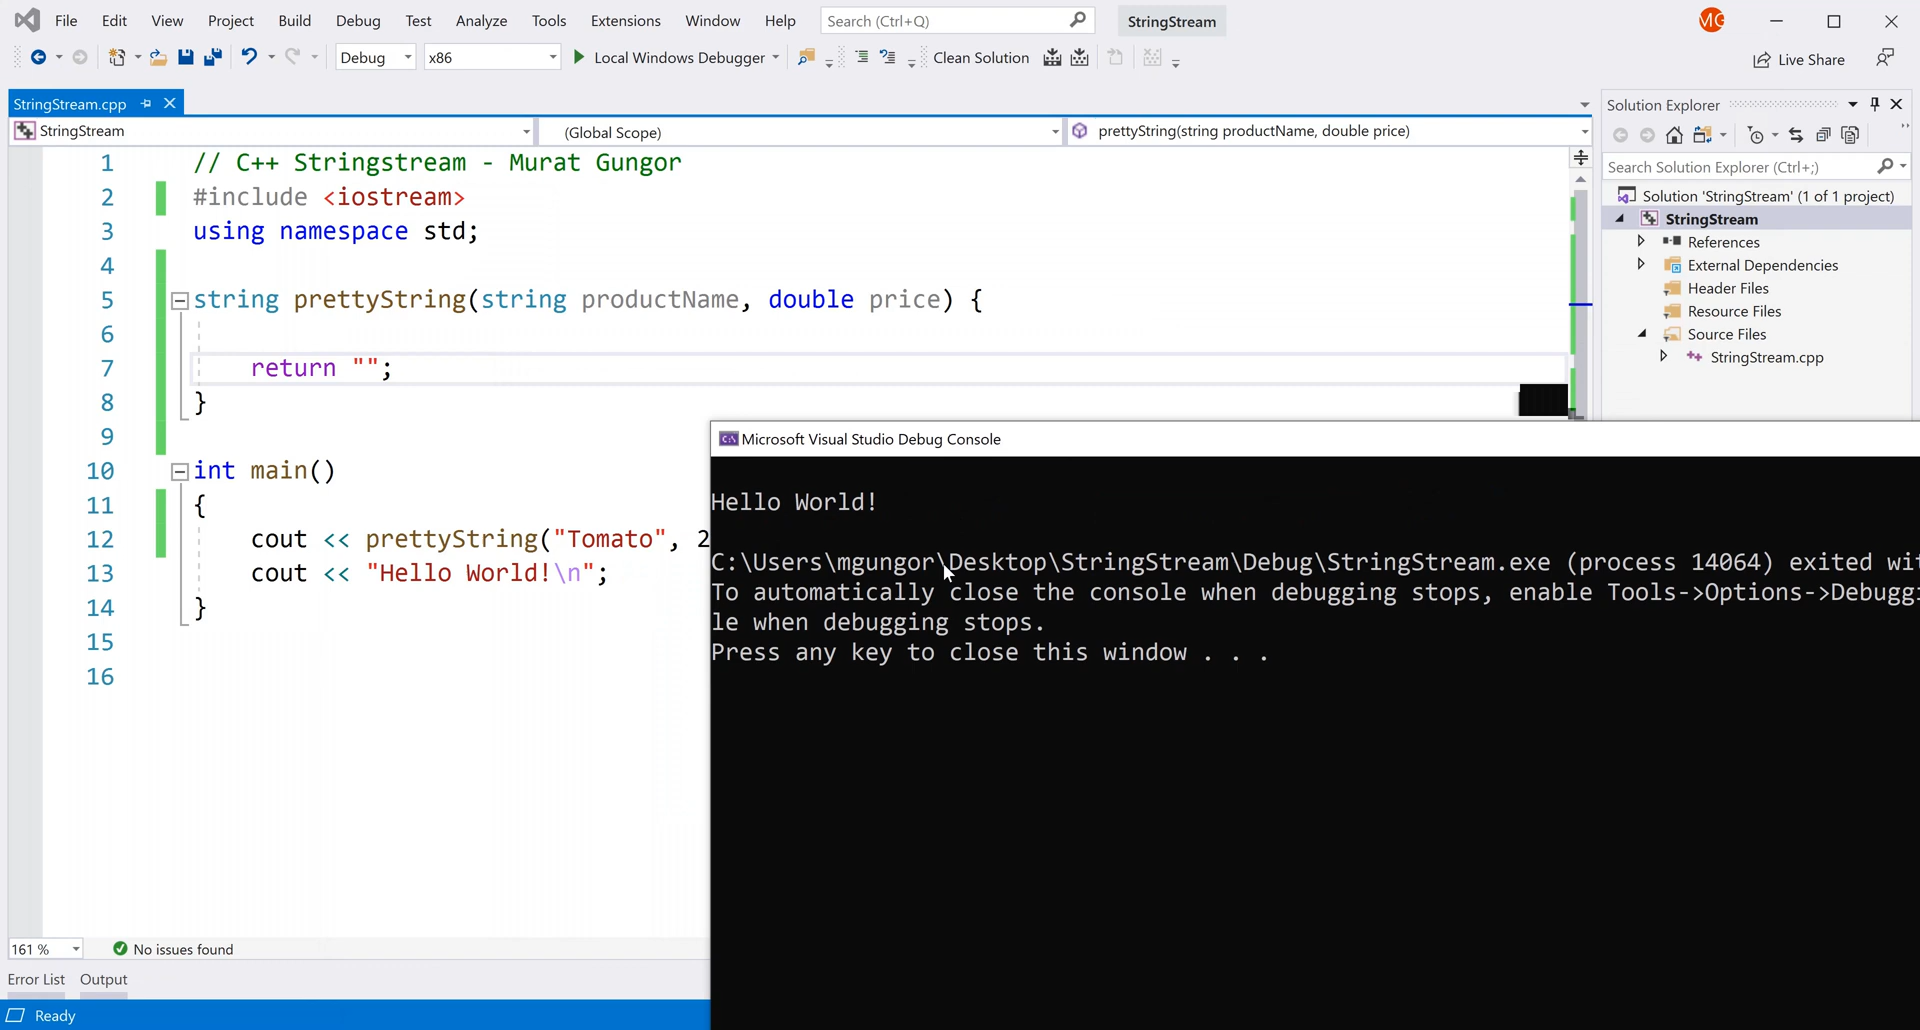 File Edit View Project Build Debug Test Analyze Tools Extensions Window Help Search (Ctrl+Q) StringStream MG
Debug x86 Local Windows Debugger Clean Solution Live Share
StringStream.cpp
StringStream (Global Scope) prettyString(string productName, double price)
1 // C++ Stringstream - Murat Gungor
2 #include <iostream>
3 using namespace std;
4
5 string prettyString(string productName, double price) {
6
7 return "";
8 }
9
10 int main()
11 {
12 cout << prettyString("Tomato", 2
13 cout << "Hello World!\n";
14 }
15
16
161 % No issues found
Error List Output
Ready
Solution Explorer
Search Solution Explorer (Ctrl+;)
Solution 'StringStream' (1 of 1 project)
StringStream
References
External Dependencies
Header Files
Resource Files
Source Files
StringStream.cpp
C:\ Microsoft Visual Studio Debug Console
Hello World!
C:\Users\mgungor\Desktop\StringStream\Debug\StringStream.exe (process 14064) exited wit
To automatically close the console when debugging stops, enable Tools->Options->Debuggi
le when debugging stops.
Press any key to close this window . . .